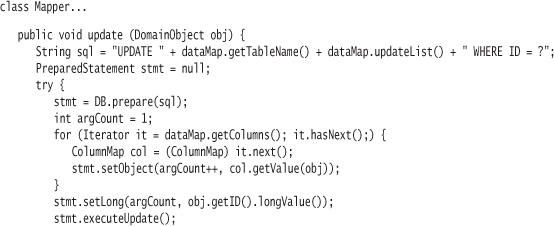 class Mapper...
public void update (DomainObject obj) {
String sql = "UPDATE " + dataMap.getTableName() + dataMap.updateList() + " WHERE ID = ?";
PreparedStatement stmt = null;
try {
stmt = DB.prepare(sql);
int argCount = 1;
for (Iterator it = dataMap.getColumns(); it.hasNext();) {
ColumnMap col = (ColumnMap) it.next();
stmt.setObject(argCount++, col.getValue(obj));
}
stmt.setLong(argCount, obj.getID().longValue());
stmt.executeUpdate();